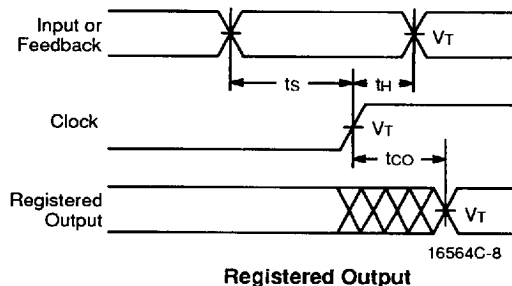 Input or
Feedback
VT
tS
tH
Clock
VT
tCO
Registered
Output
VT
16564C-8
Registered Output